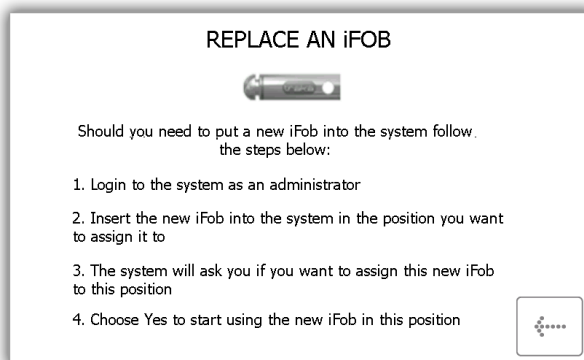 REPLACE AN iFOB
Should you need to put a new iFob into the system follow.
the steps below:
1. Login to the system as an administrator
2. Insert the new iFob into the system in the position you want
to assign it to
3. The system will ask you if you want to assign this new iFob
to this position
4. Choose Yes to start using the new iFob in this position